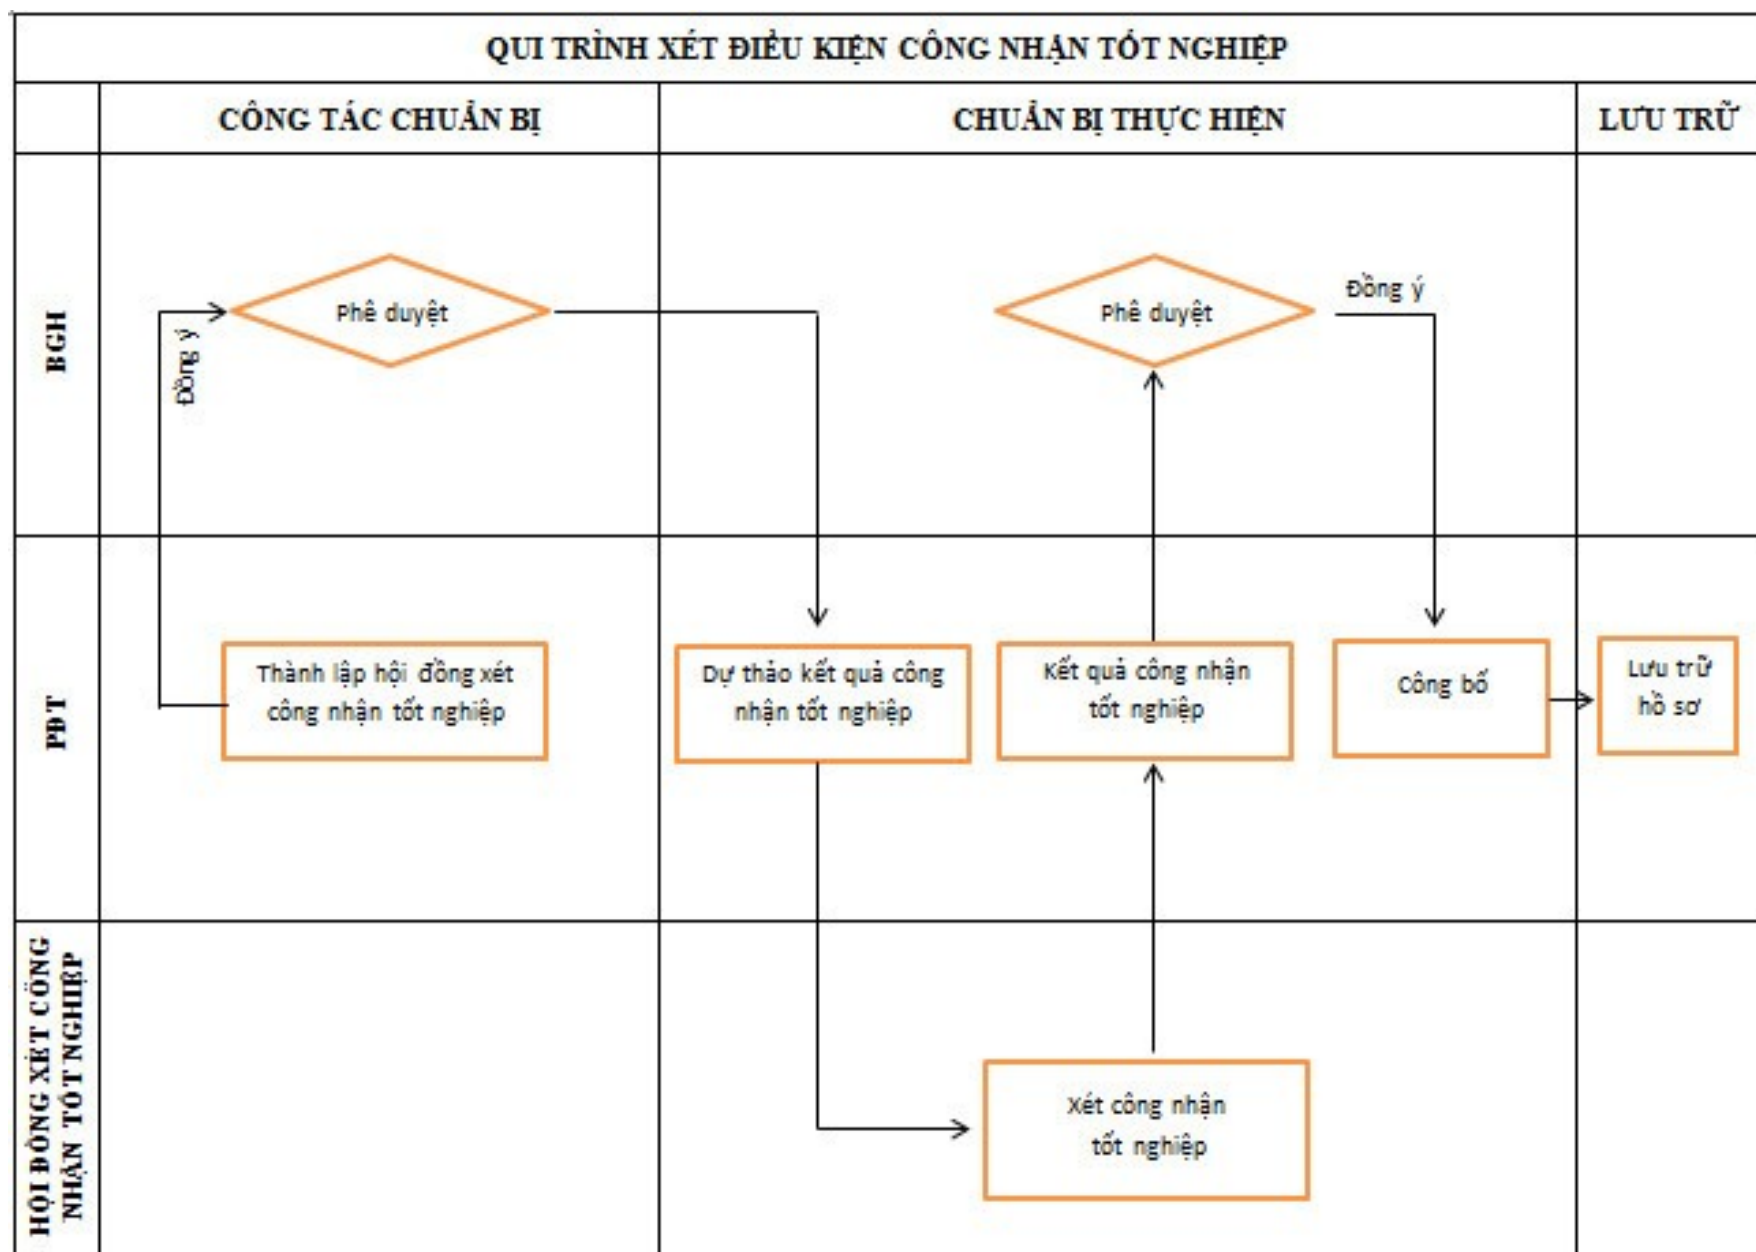 QUI TRÌNH XÉT ĐIỀU KIỆN CÔNG NHẬN TỐT NGHIỆP
CÔNG TÁC CHUẨN BỊ
CHUẨN BỊ THỰC HIỆN
LƯU TRỮ
BGH
Đồng ý
Phê duyệt
Phê duyệt
Đồng ý
PĐT
Thành lập hội đồng xét
công nhận tốt nghiệp
Dự thảo kết quả công
nhận tốt nghiệp
Kết quả công nhận
tốt nghiệp
Công bố
Lưu trữ
hồ sơ
HỘI ĐỒNG XÉT CÔNG
NHẬN TỐT NGHIỆP
Xét công nhận
tốt nghiệp